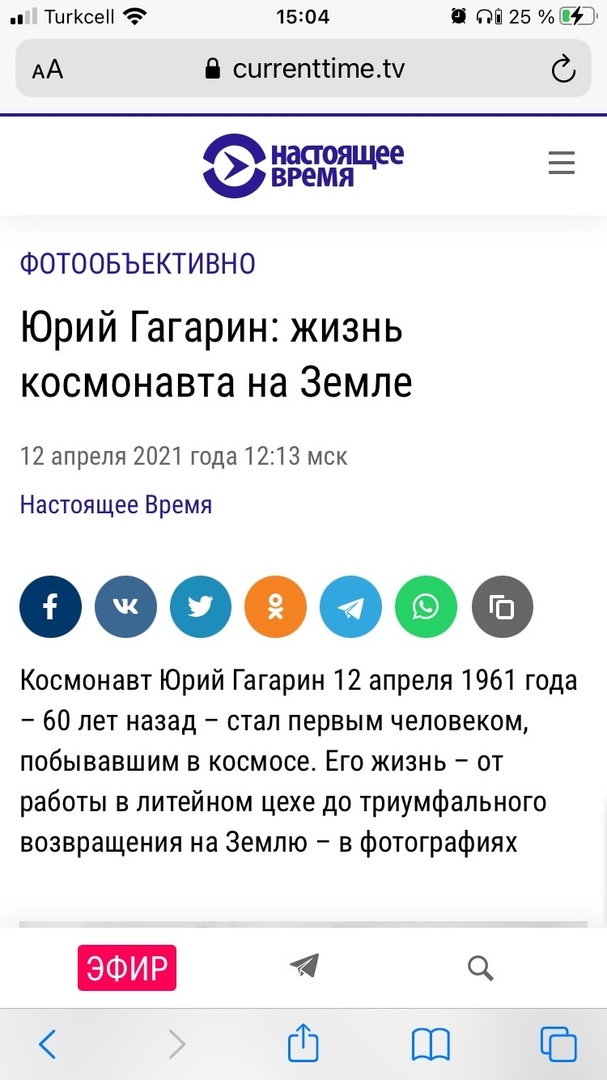 Turkcell 15:04 25 %
AA currenttime.tv
настоящее
время
ФОТООБЪЕКТИВНО
Юрий Гагарин: жизнь
космонавта на Земле
12 апреля 2021 года 12:13 мск
Настоящее Время
Космонавт Юрий Гагарин 12 апреля 1961 года
– 60 лет назад – стал первым человеком,
побывавшим в космосе. Его жизнь – от
работы в литейном цехе до триумфального
возвращения на Землю – в фотографиях
ЭФИР